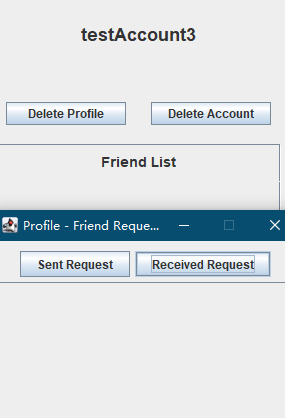 testAccount3
Delete Profile Delete Account
Friend List
Profile - Friend Reque...
Sent Request Received Request